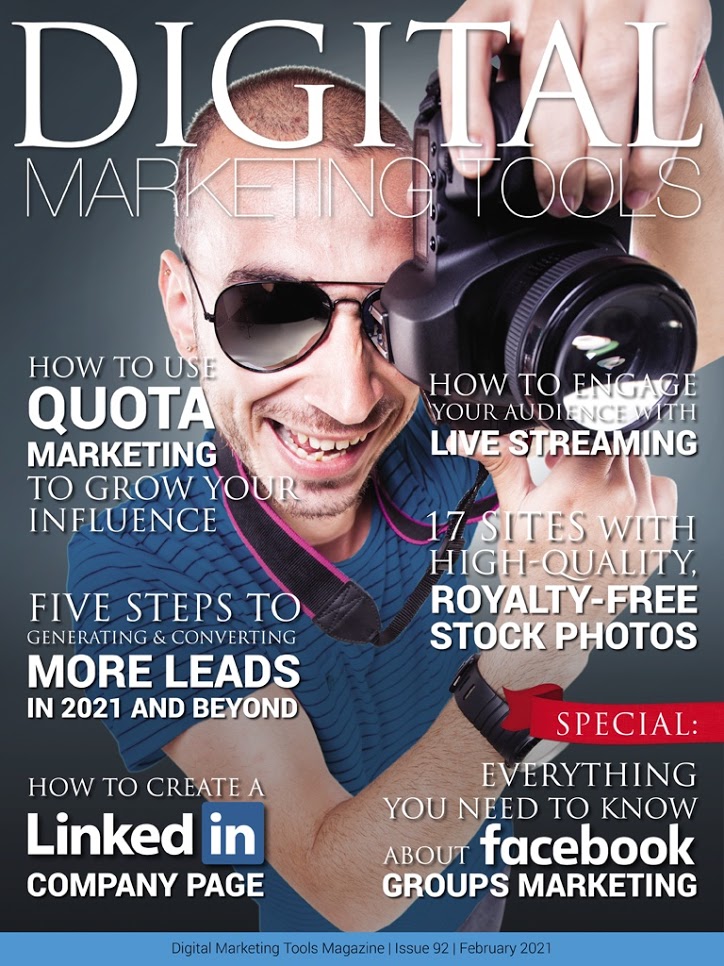 DIGITAL
MARKETING TOOLS
HOW TO USE
QUOTA
MARKETING
TO GROW YOUR
INFLUENCE
HOW TO ENGAGE
YOUR AUDIENCE WITH
LIVE STREAMING
17 SITES WITH
HIGH-QUALITY,
ROYALTY-FREE
STOCK PHOTOS
FIVE STEPS TO
GENERATING & CONVERTING
MORE LEADS
IN 2021 AND BEYOND
SPECIAL:
EVERYTHING
YOU NEED TO KNOW
ABOUT facebook
GROUPS MARKETING
HOW TO CREATE A
Linked in
COMPANY PAGE
Digital Marketing Tools Magazine | Issue 92 | February 2021